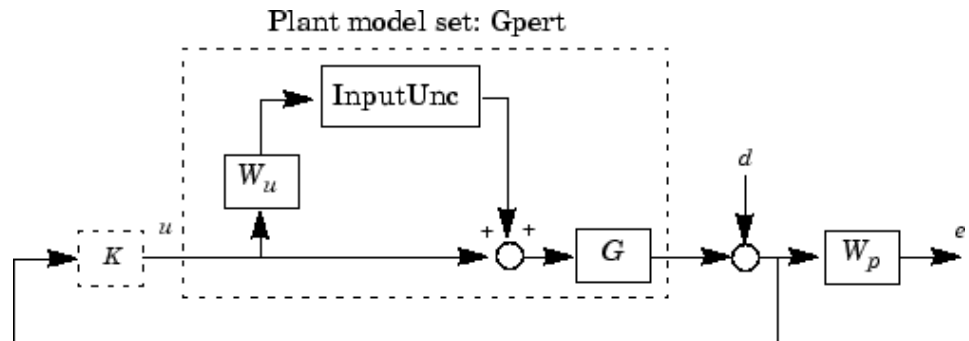 Plant model set: Gpert
InputUnc
W_u
d
u
+ +
e
K
G
W_p